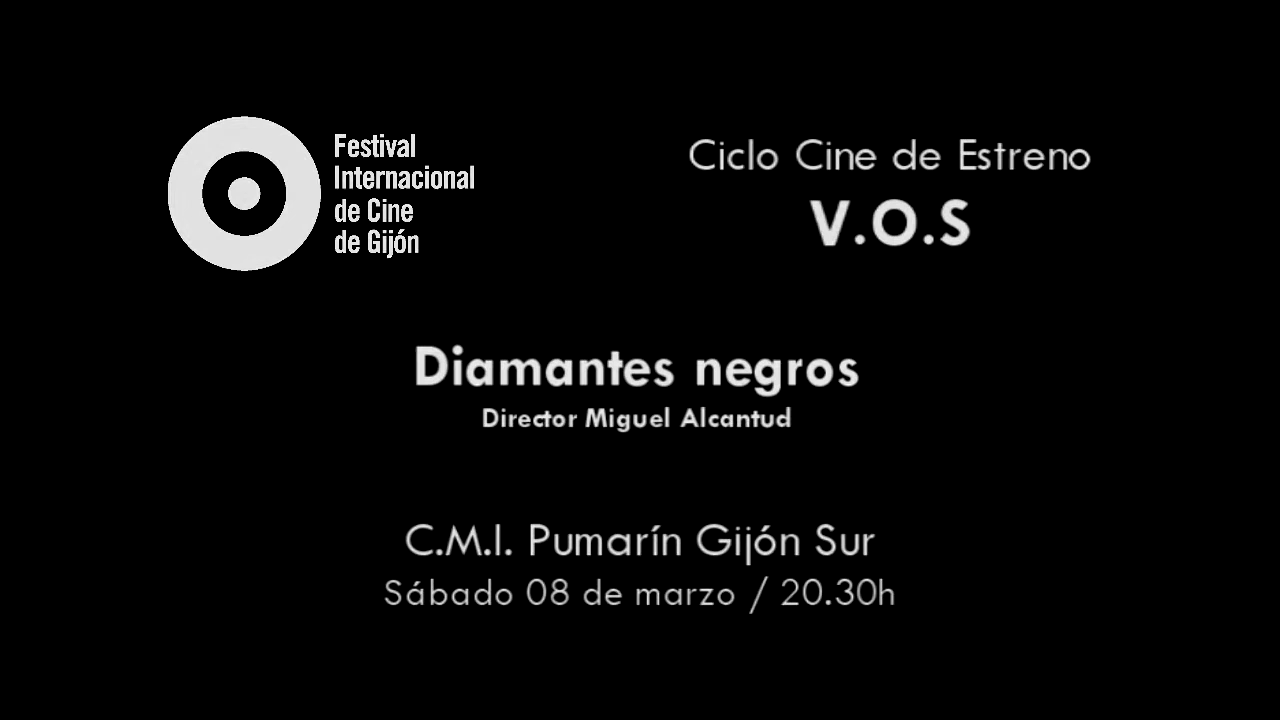 Festival
Internacional
de Cine
de Gijón
Ciclo Cine de Estreno
V.O.S
Diamantes negros
Director Miguel Alcantud
C.M.I. Pumarín Gijón Sur
Sábado 08 de marzo / 20.30h